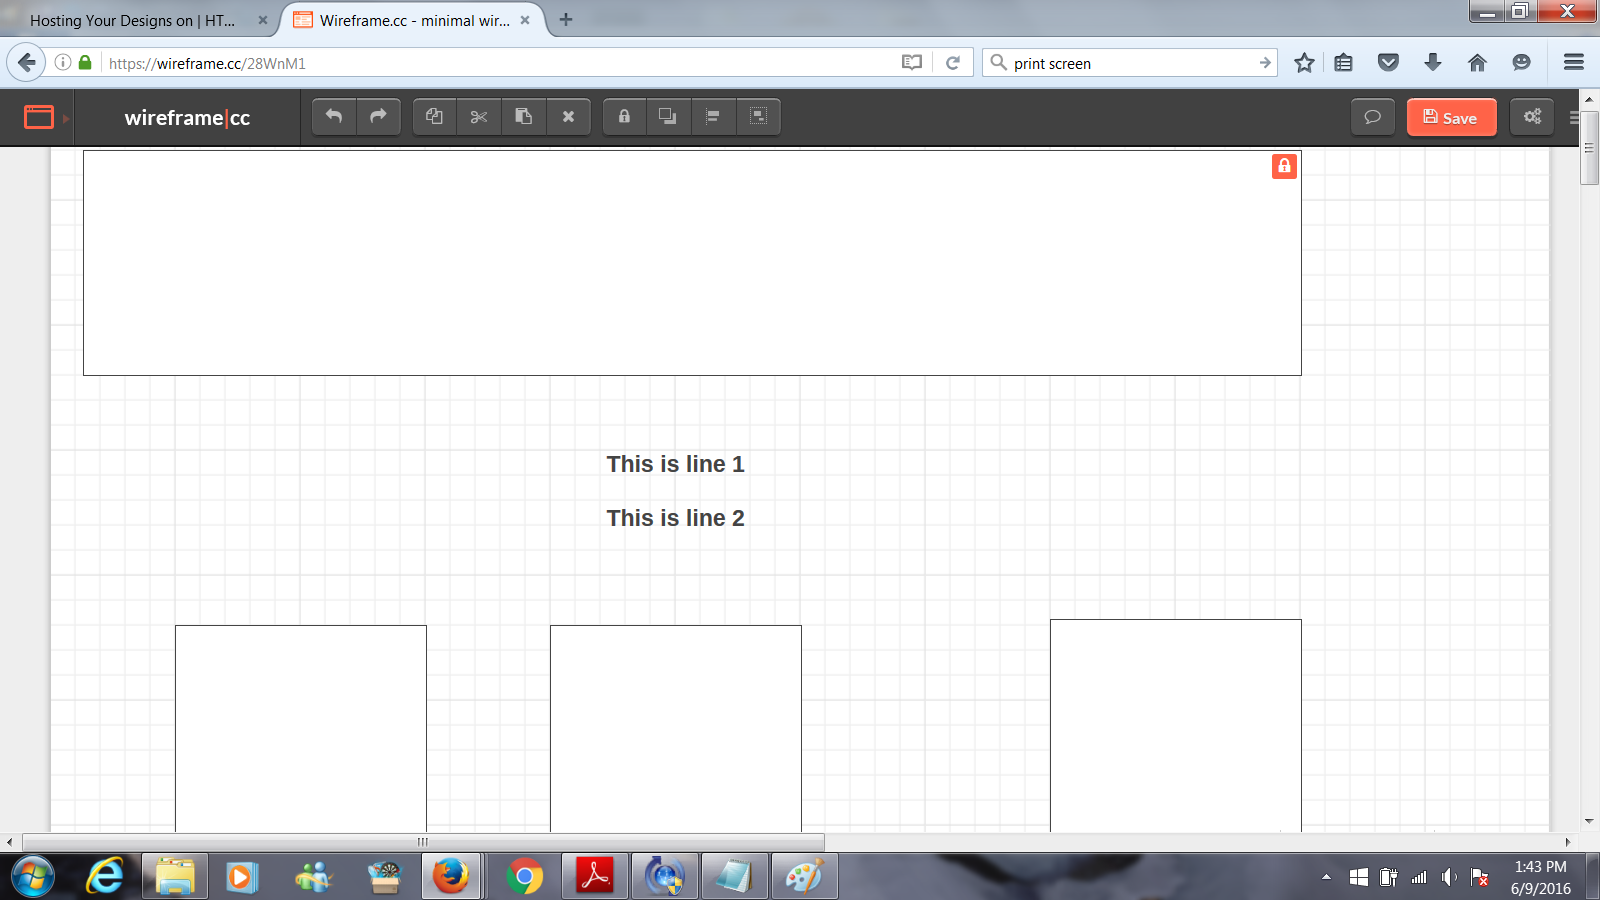 Hosting Your Designs on | HT...
Wireframe.cc - minimal wir...
https://wireframe.cc/28WnM1
print screen
wireframe|cc
Save
This is line 1
This is line 2
1:43 PM
6/9/2016